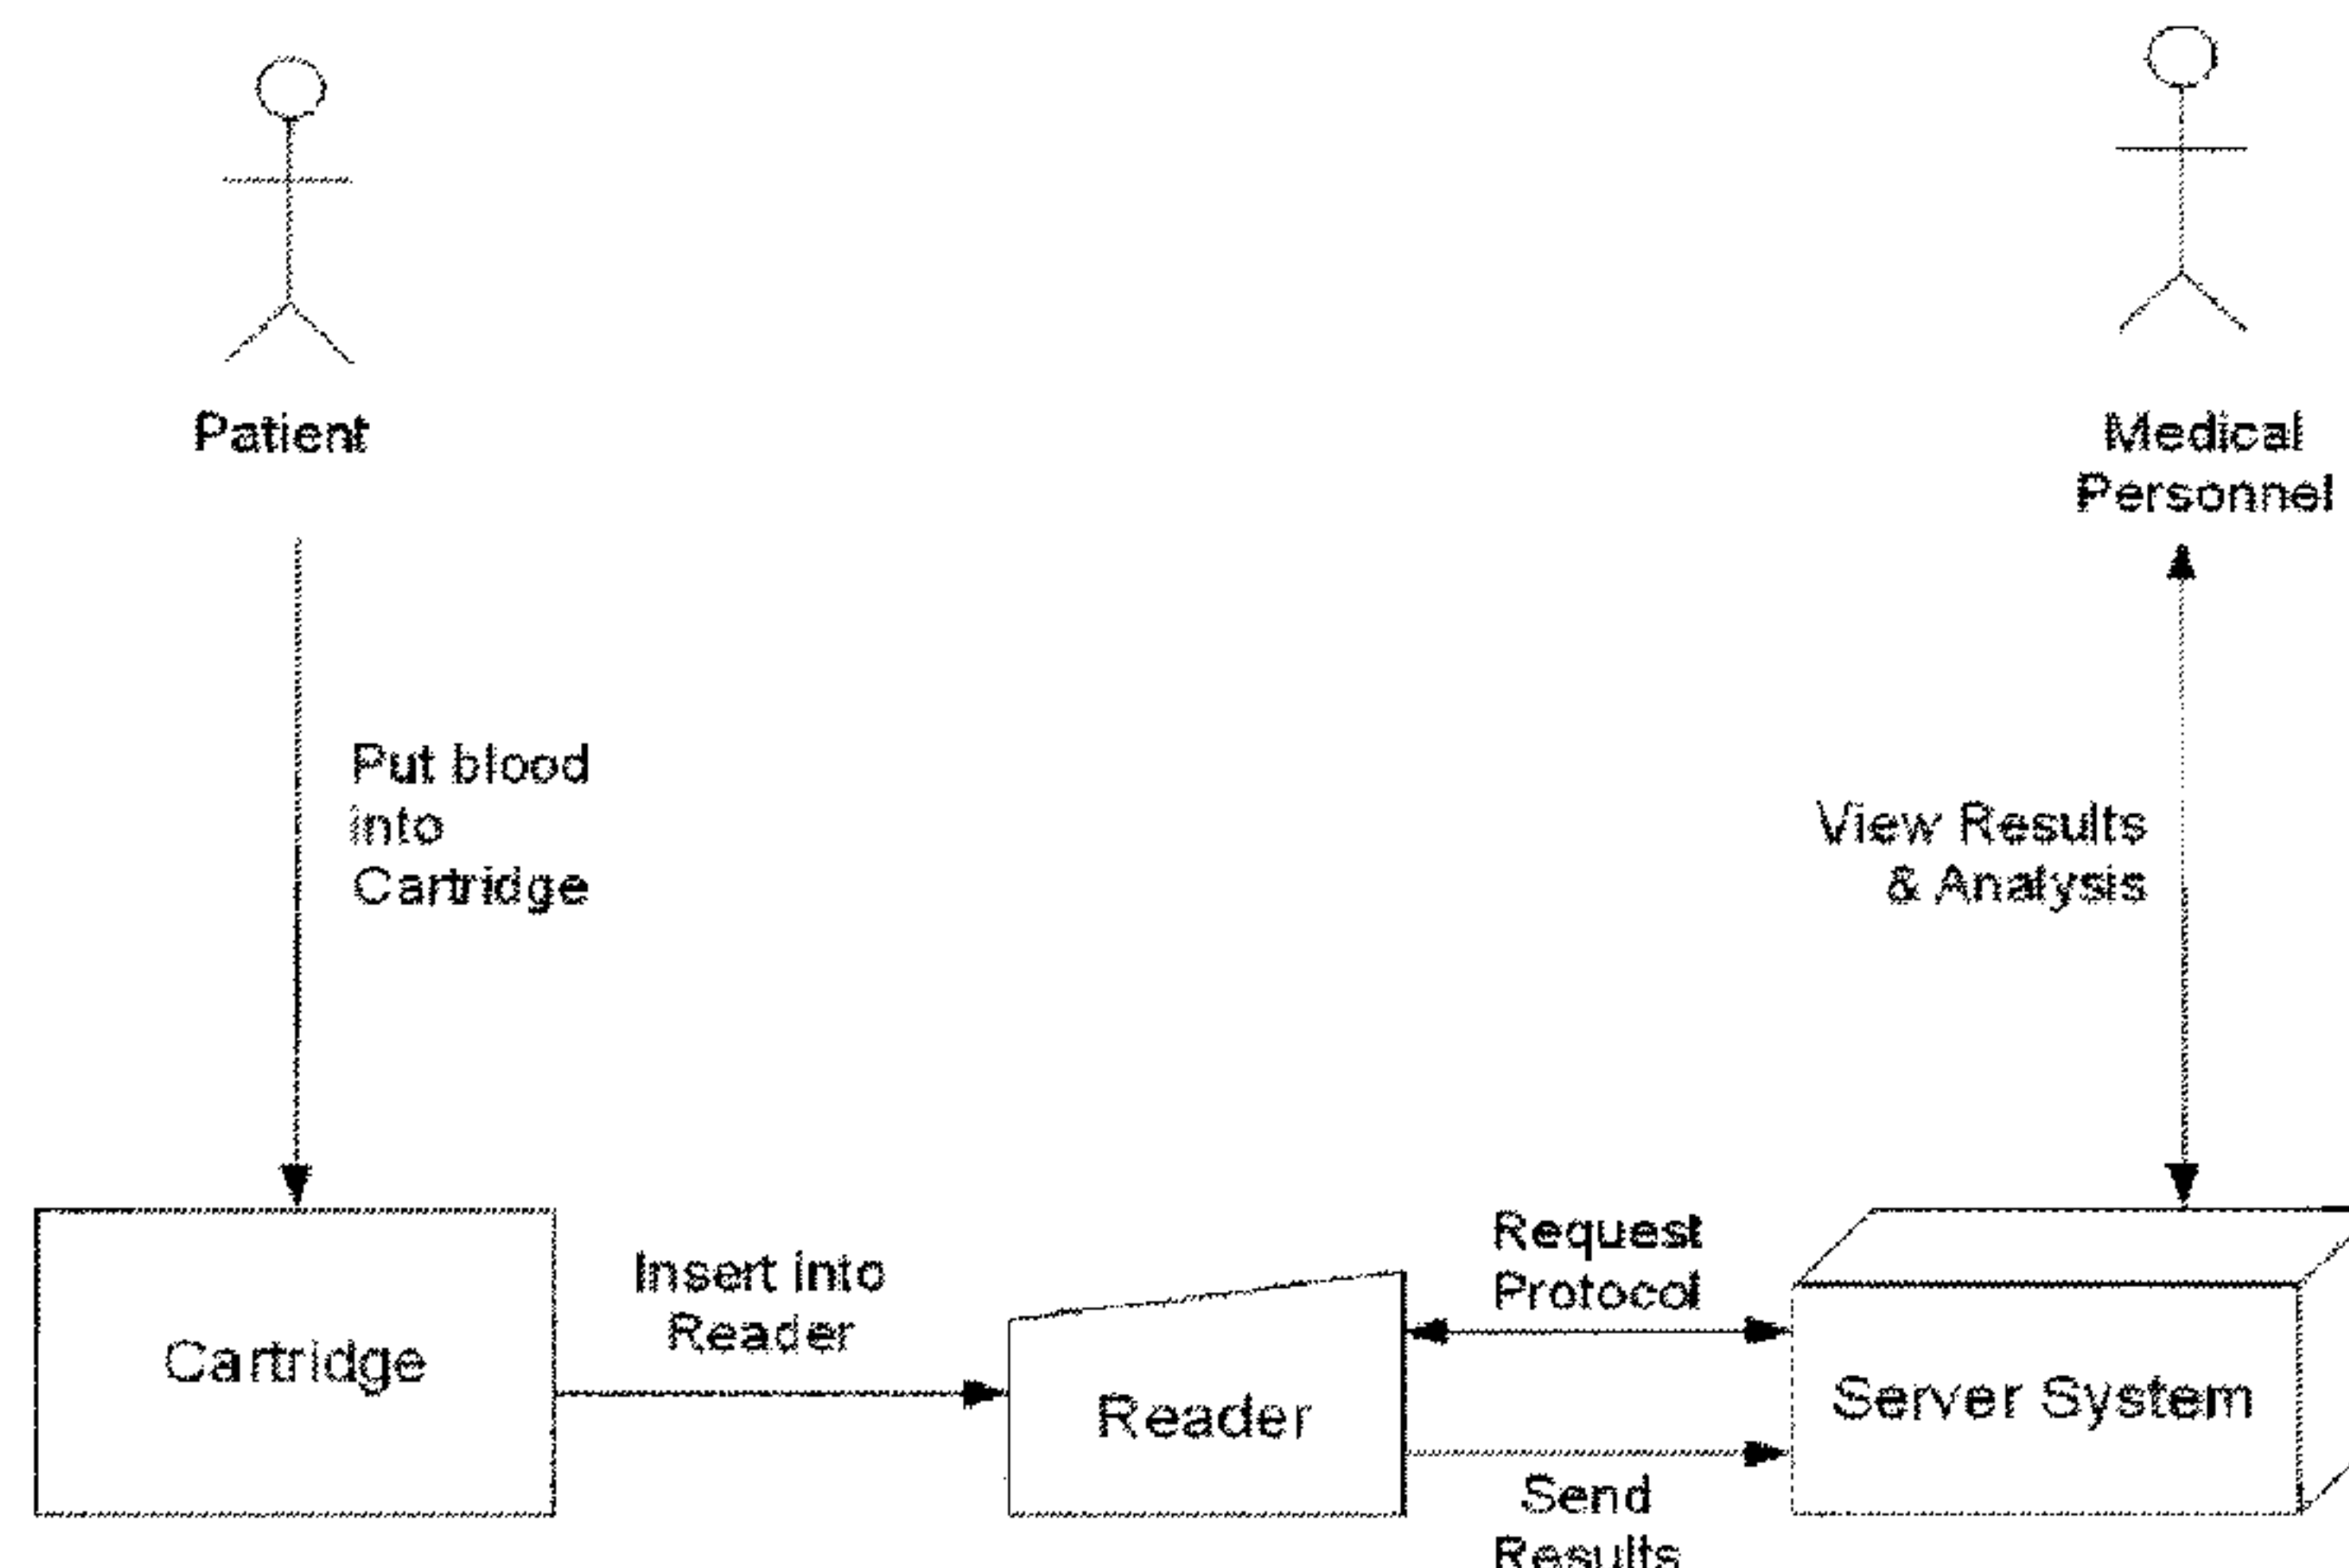 Patient
Medical
Personnel
Put blood
into
Cartridge
View Results
& Analysis
Cartridge
Insert into
Reader
Reader
Request
Protocol
Send
Results
Server System